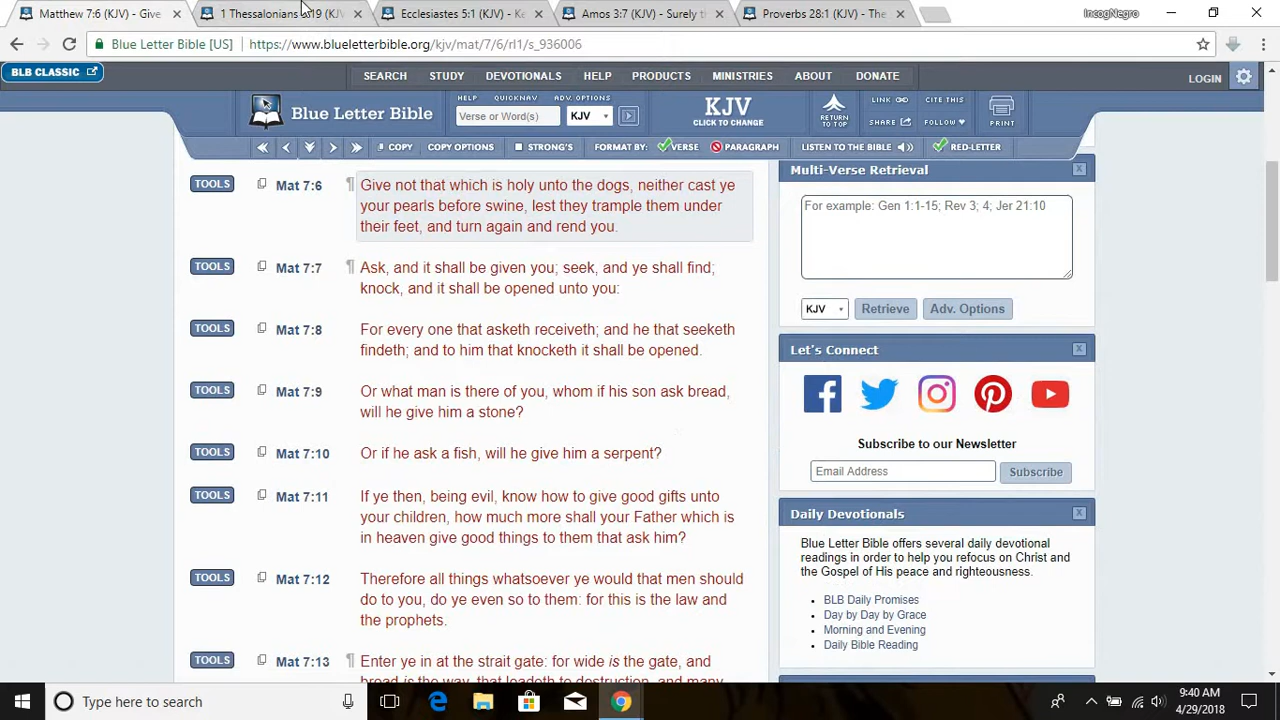 Matthew 7:6 (KJV) - Give
1 Thessalonians 5:19 (KJV
Ecclesiastes 5:1 (KJV) - Ke
Amos 3:7 (KJV) - Surely t
Proverbs 28:1 (KJV) - The
IncogNegro
Blue Letter Bible [US] https://www.blueletterbible.org/kjv/mat/7/6/rl1/s_936006
BLB CLASSIC
SEARCH STUDY DEVOTIONALS HELP PRODUCTS MINISTRIES ABOUT DONATE
LOGIN
Blue Letter Bible
HELP QUICKNAV ADV. OPTIONS
Verse or Word(s) KJV
KJV
CLICK TO CHANGE
RETURN
TO TOP
LINK CITE THIS
SHARE FOLLOW
PRINT
COPY COPY OPTIONS STRONG'S FORMAT BY: VERSE PARAGRAPH LISTEN TO THE BIBLE RED-LETTER
TOOLS Mat 7:6 ¶ Give not that which is holy unto the dogs, neither cast ye
your pearls before swine, lest they trample them under
their feet, and turn again and rend you.
TOOLS Mat 7:7 ¶ Ask, and it shall be given you; seek, and ye shall find;
knock, and it shall be opened unto you:
TOOLS Mat 7:8 For every one that asketh receiveth; and he that seeketh
findeth; and to him that knocketh it shall be opened.
TOOLS Mat 7:9 Or what man is there of you, whom if his son ask bread,
will he give him a stone?
TOOLS Mat 7:10 Or if he ask a fish, will he give him a serpent?
TOOLS Mat 7:11 If ye then, being evil, know how to give good gifts unto
your children, how much more shall your Father which is
in heaven give good things to them that ask him?
TOOLS Mat 7:12 Therefore all things whatsoever ye would that men should
do to you, do ye even so to them: for this is the law and
the prophets.
TOOLS Mat 7:13 ¶ Enter ye in at the strait gate: for wide is the gate, and
broad is the way, that leadeth to destruction, and many
Multi-Verse Retrieval X
For example: Gen 1:1-15; Rev 3; 4; Jer 21:10
KJV Retrieve Adv. Options
Let's Connect X
Subscribe to our Newsletter
Email Address Subscribe
Daily Devotionals X
Blue Letter Bible offers several daily devotional
readings in order to help you refocus on Christ and
the Gospel of His peace and righteousness.
BLB Daily Promises
Day by Day by Grace
Morning and Evening
Daily Bible Reading
Type here to search
9:40 AM
4/29/2018